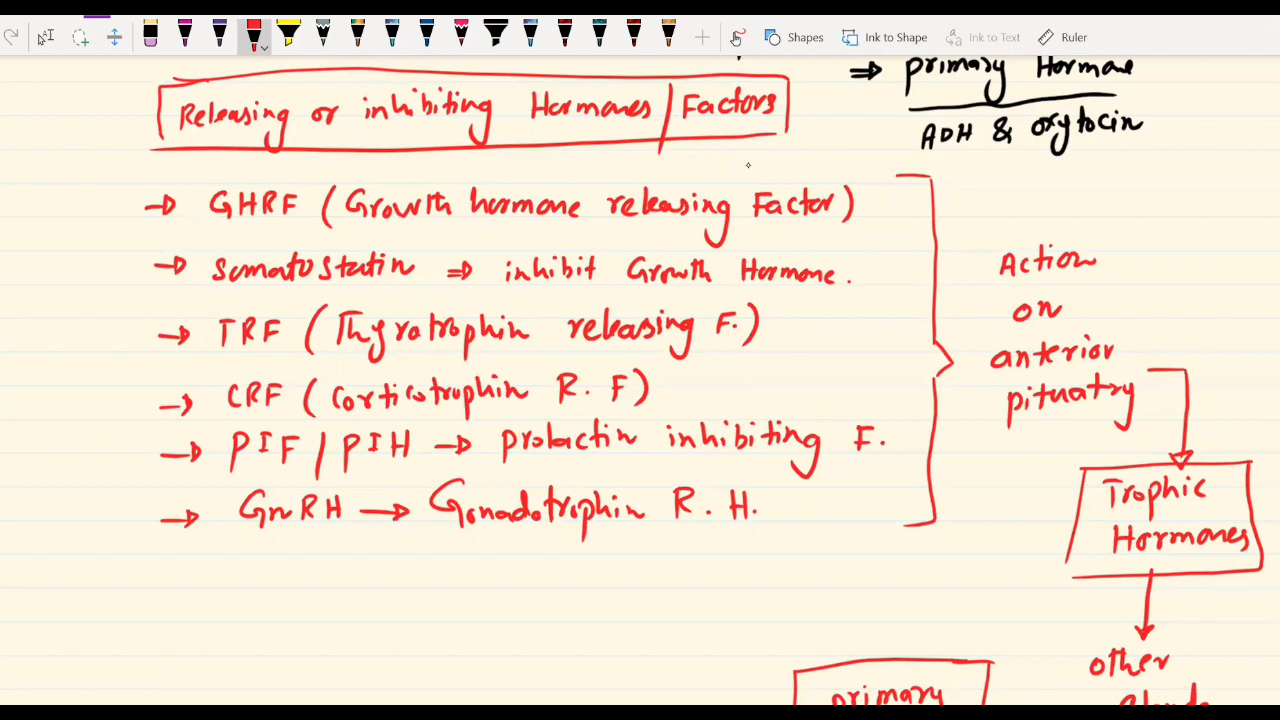 Shapes
Ink to Shape
Ink to Text
Ruler
⇒ primary Hormone
ADH & oxytocin
Releasing or inhibiting Hormones / Factors
→ GHRF (Growth hormone releasing Factor)
→ Somatostatin ⇒ inhibit Growth Hormone.
→ TRF (Thyrotrophin releasing F.)
→ CRF (Corticotrophin R. F)
→ PIF / PIH → prolactin inhibiting F.
→ GnRH → Gonadotrophin R. H.
Action
on
anterior
pituatry
Trophic
Hormones
other
Glands
primary